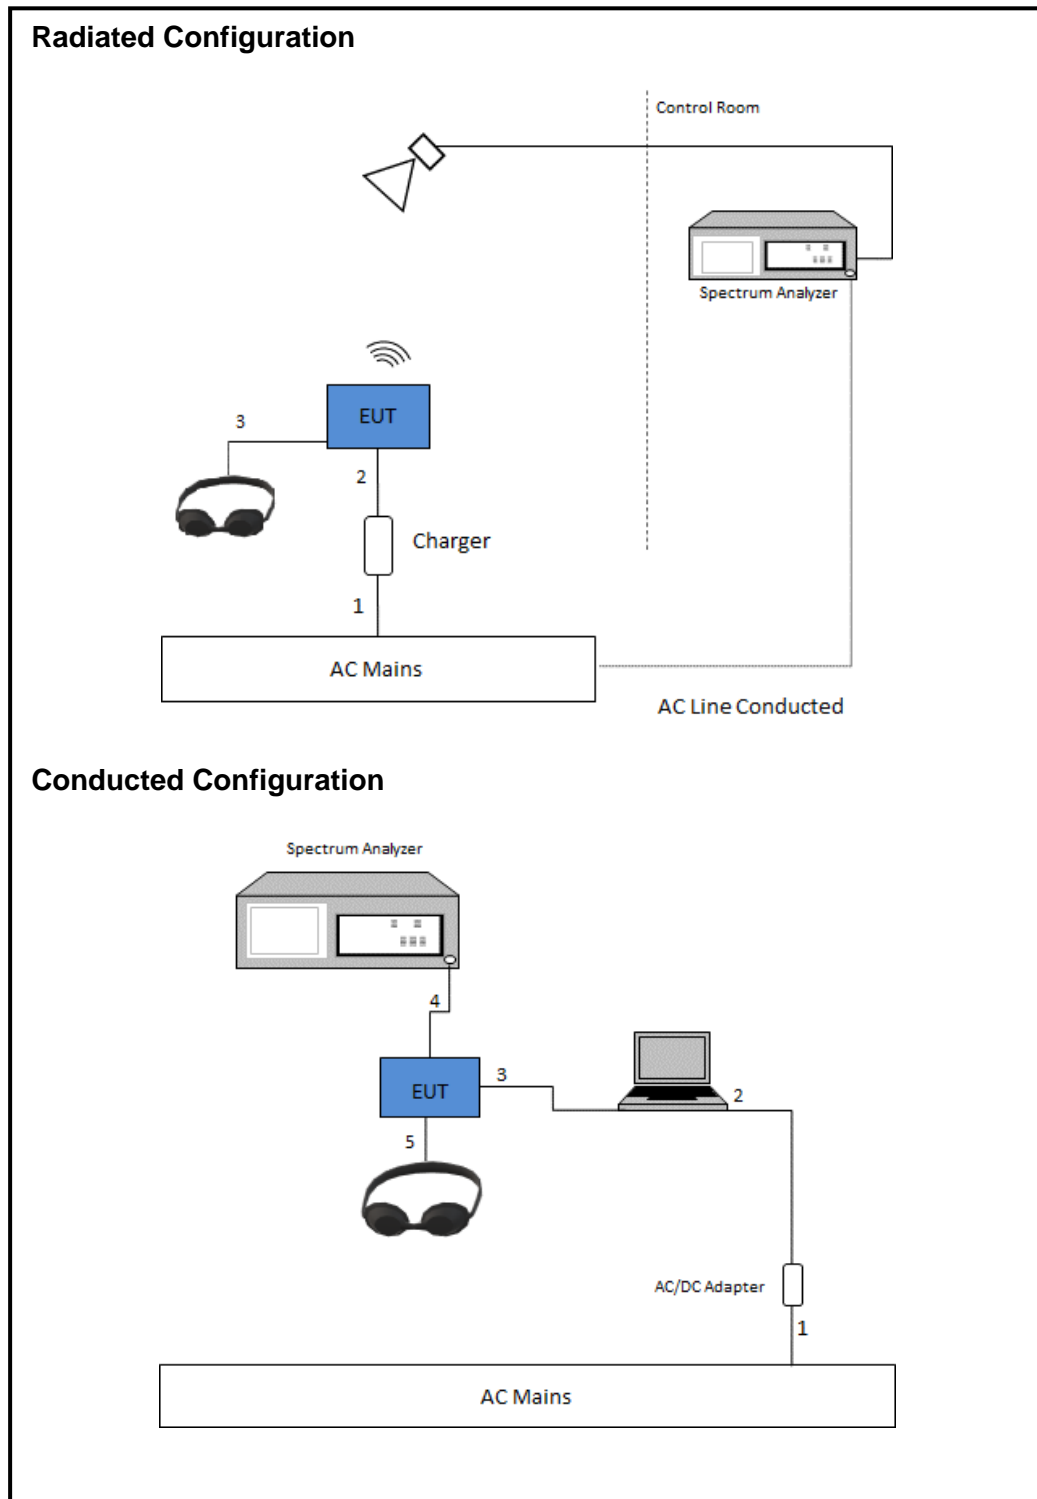 Radiated Configuration
Control Room
Spectrum Analyzer
EUT
3
2
Charger
1
AC Mains
AC Line Conducted
Conducted Configuration
Spectrum Analyzer
4
EUT
3
2
5
AC/DC Adapter
1
AC Mains